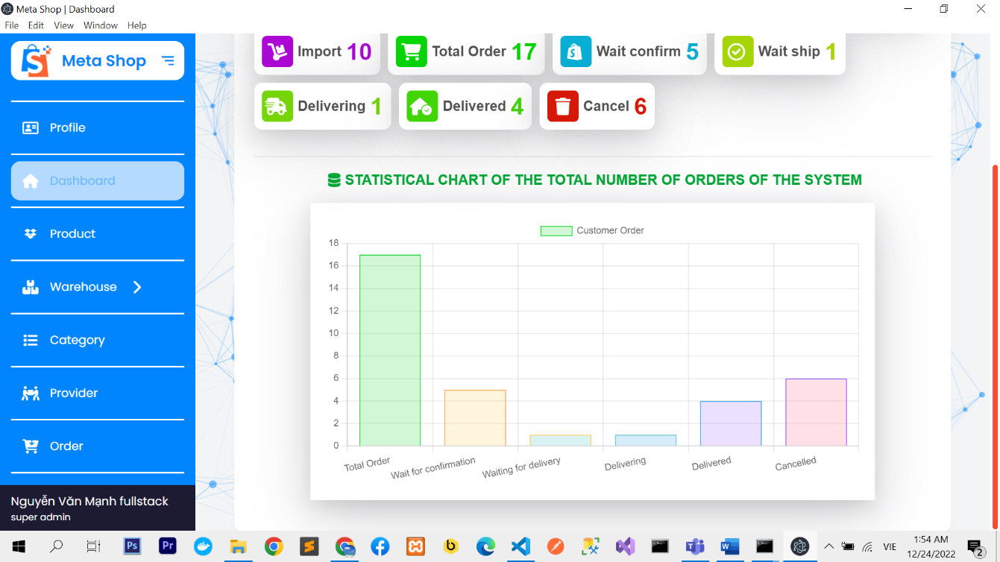 Meta Shop | Dashboard
File Edit View Window Help
Meta Shop
Profile
Dashboard
Product
Warehouse
Category
Provider
Order
Nguyễn Văn Mạnh fullstack
super admin
Import 10 Total Order 17 Wait confirm 5 Wait ship 1
Delivering 1 Delivered 4 Cancel 6
STATISTICAL CHART OF THE TOTAL NUMBER OF ORDERS OF THE SYSTEM
Customer Order
18
16
14
12
10
8
6
4
2
0
Total Order Wait for confirmation Waiting for delivery Delivering Delivered Cancelled
Ps Pr VIE 1:54 AM
12/24/2022 2